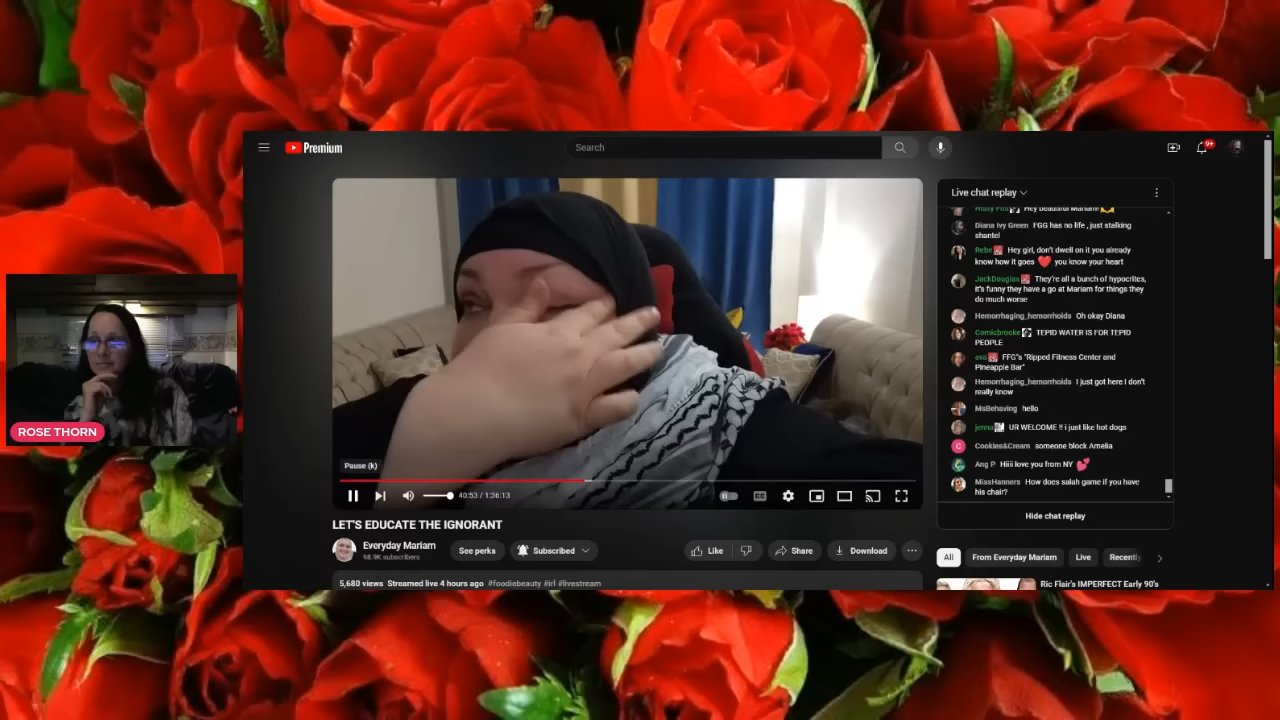 Premium
Search
9+
Live chat replay
Hey beautiful Mariam!!
Diana Ivy Green FGG has no life , just stalking
shantel
Rebe Hey girl, don't dwell on it you already
know how it goes ❤️ you know your heart
JackDouglas They're all a bunch of hypocrites,
it's funny they have a go at Mariam for things they
do much worse
Hemorrhaging_hemorrhoids Oh okay Diana
Comicbrooke TEPID WATER IS FOR TEPID
PEOPLE
FFG's "Ripped Fitness Center and
Pineapple Bar"
Hemorrhaging_hemorrhoids I just got here I don't
really know
MsBehaving hello
jenna UR WELCOME !! i just like hot dogs
C Cookies&Cream someone block Amelia
Ang P Hiiii love you from NY 💕
MissHanners How does salah game if you have
his chair?
Hide chat replay
ROSE THORN
Pause (k)
40:53 / 1:36:13
CC
LET'S EDUCATE THE IGNORANT
Everyday Mariam
98.9K subscribers
See perks
Subscribed
Like
Share
Download
5,680 views Streamed live 4 hours ago #foodiebeauty #irl #livestream
All
From Everyday Mariam
Live
Recently
Ric Flair's IMPERFECT Early 90's